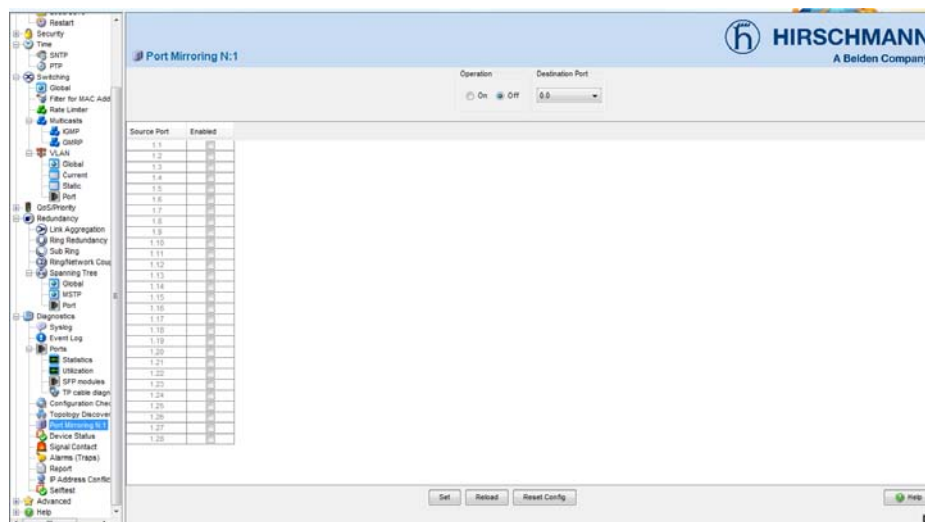 Restart
Security
Time
SNTP
PTP
Switching
Global
Filter for MAC Add
Rate Limiter
Multicasts
IGMP
GMRP
VLAN
Global
Current
Static
Port
QoS/Priority
Redundancy
Link Aggregation
Ring Redundancy
Sub Ring
Ring/Network Coup
Spanning Tree
Global
MSTP
Port
Diagnostics
Syslog
Event Log
Ports
Statistics
Utilization
SFP modules
TP cable diagn
Configuration Chec
Topology Discover
Port Mirroring N:1
Device Status
Signal Contact
Alarms (Traps)
Report
IP Address Conflic
Selftest
Advanced
Help
HIRSCHMANN
A Belden Company
Port Mirroring N:1
Operation Destination Port
On Off 0.0
Source Port Enabled
1.1
1.2
1.3
1.4
1.5
1.6
1.7
1.8
1.9
1.10
1.11
1.12
1.13
1.14
1.15
1.16
1.17
1.18
1.19
1.20
1.21
1.22
1.23
1.24
1.25
1.26
1.27
1.28
Set Reload Reset Config Help